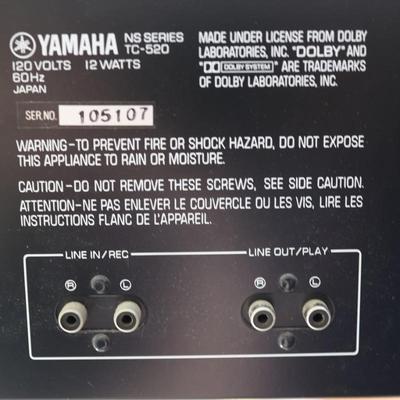 YAMAHA NS SERIES
TC-520
120 VOLTS 12 WATTS
60Hz
JAPAN
MADE UNDER LICENSE FROM DOLBY
LABORATORIES, INC. "DOLBY" AND
"DOLBY SYSTEM" ARE TRADEMARKS
OF DOLBY LABORATORIES, INC.
SER.NO. 105107
WARNING-TO PREVENT FIRE OR SHOCK HAZARD, DO NOT EXPOSE
THIS APPLIANCE TO RAIN OR MOISTURE.
CAUTION-DO NOT REMOVE THESE SCREWS, SEE SIDE CAUTION.
ATTENTION-NE PAS ENLEVER LE COUVERCLE OU LES VIS, LIRE LES
INSTRUCTIONS FLANC DE L'APPAREIL.
LINE IN/REC
LINE OUT/PLAY
R L
R L